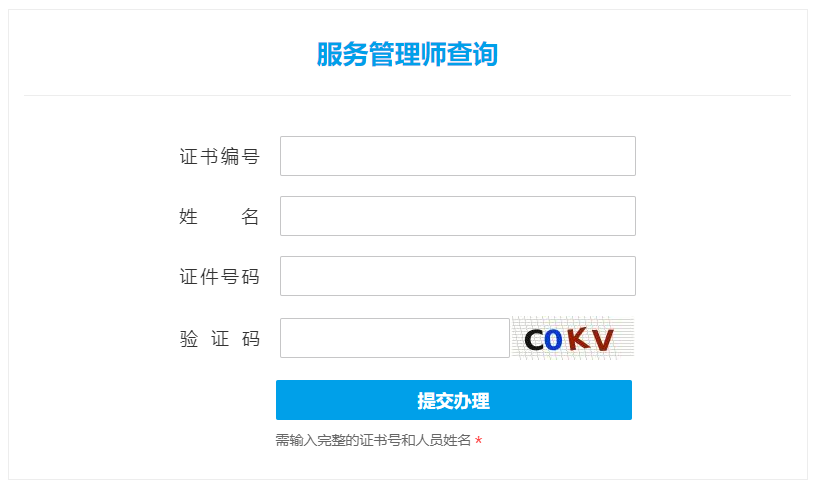 服务管理师查询
证书编号
姓 名
证件号码
验 证 码 C0KV
提交办理
需输入完整的证书号和人员姓名 *